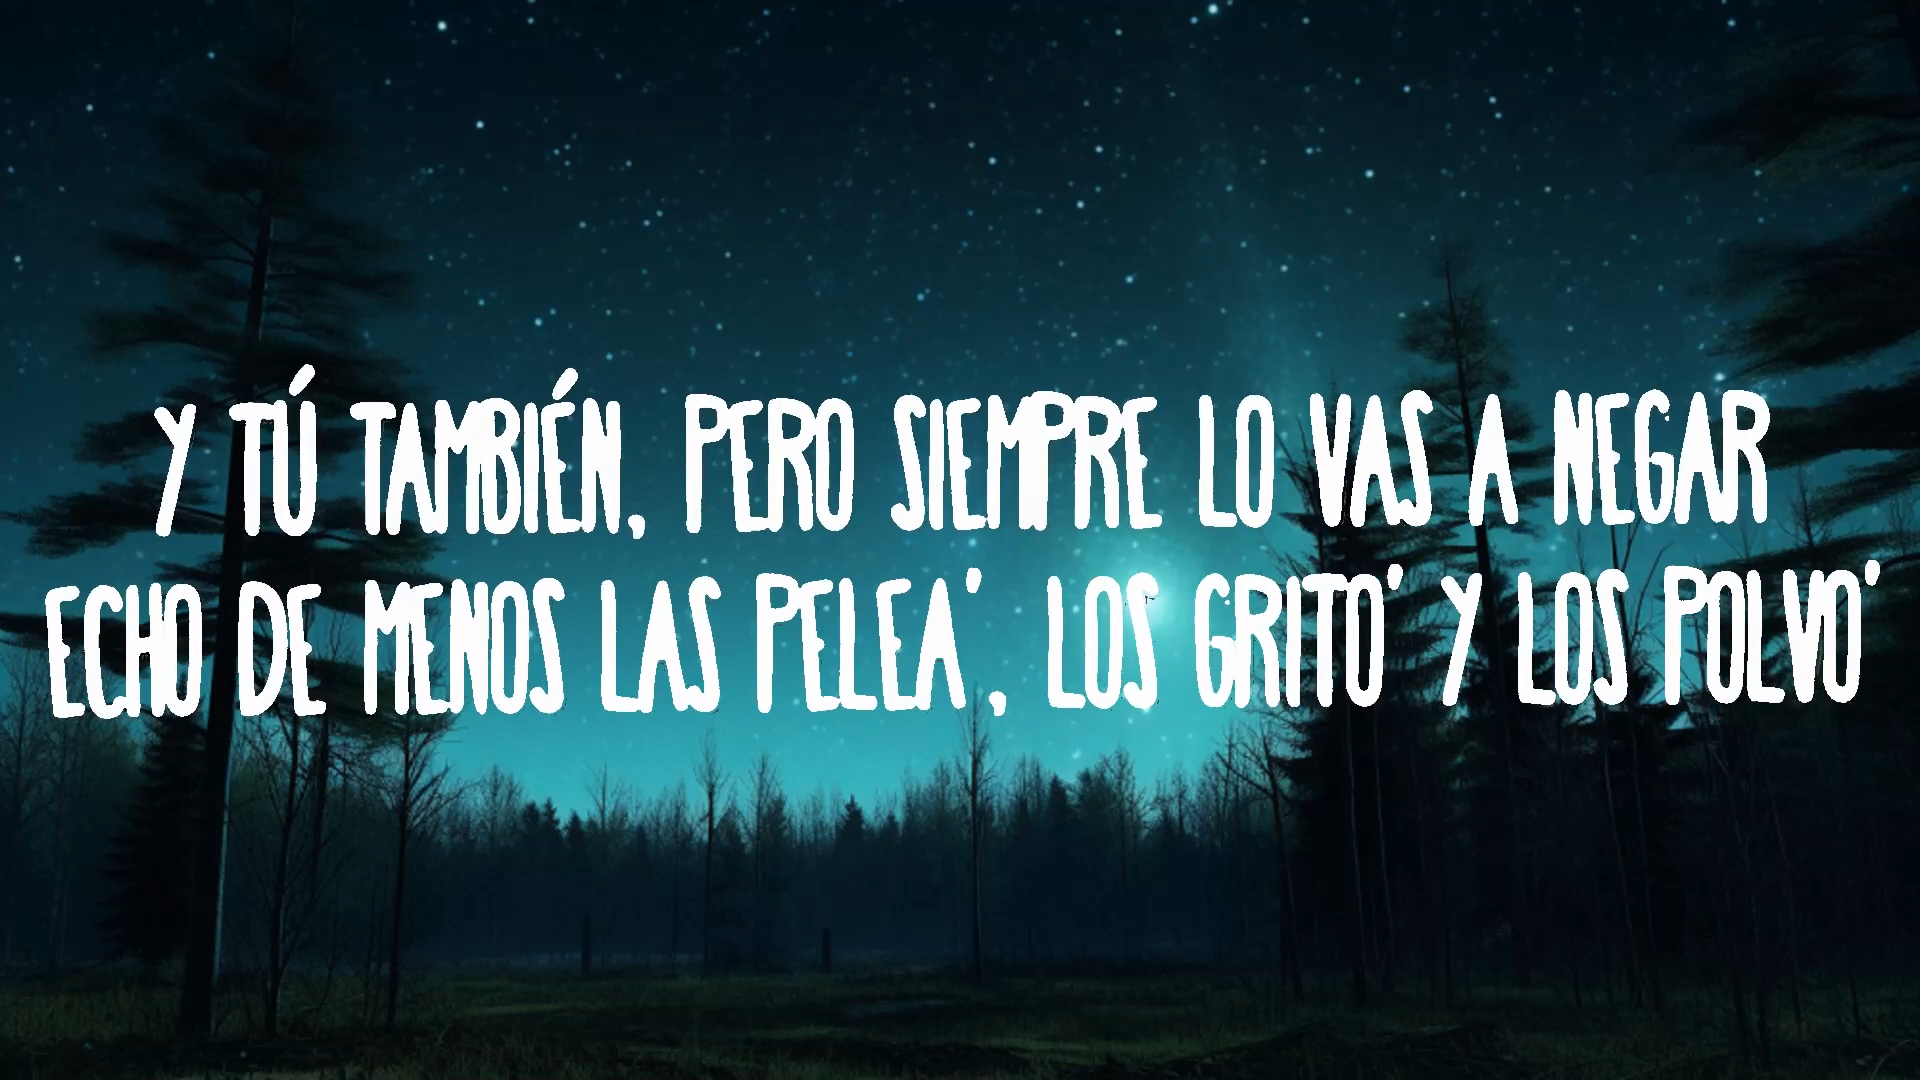 Y TÚ TAMBIÉN, PERO SIEMPRE LO VAS A NEGAR
ECHO DE MENOS LAS PELEA', LOS GRITO' Y LOS POLVO'